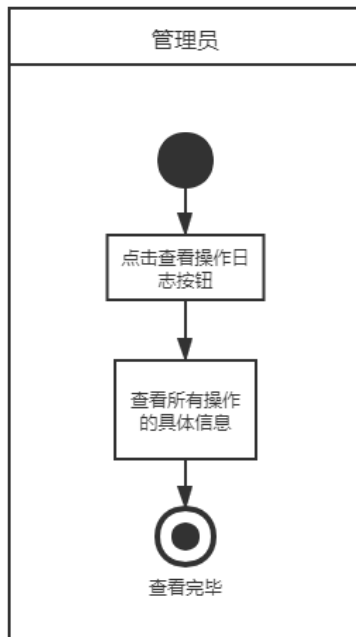 管理员
点击查看操作日
志按钮
查看所有操作
的具体信息
查看完毕